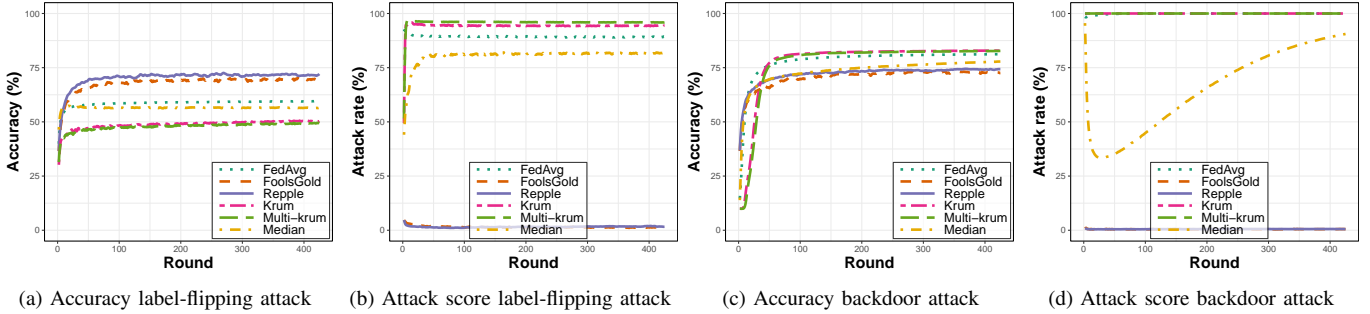 Accuracy (%)
100
75
50
25
0
FedAvg
FoolsGold
Repple
Krum
Multi−krum
Median
0
100
200
300
400
Round
(a) Accuracy label-flipping attack
Attack rate (%)
100
75
50
25
0
FedAvg
FoolsGold
Repple
Krum
Multi−krum
Median
0
100
200
300
400
Round
(b) Attack score label-flipping attack
Accuracy (%)
100
75
50
25
0
FedAvg
FoolsGold
Repple
Krum
Multi−krum
Median
0
100
200
300
400
Round
(c) Accuracy backdoor attack
Attack rate (%)
100
75
50
25
0
FedAvg
FoolsGold
Repple
Krum
Multi−krum
Median
0
100
200
300
400
Round
(d) Attack score backdoor attack